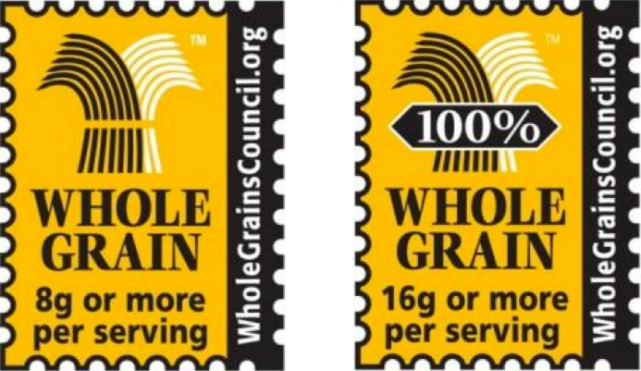 TM
WHOLE
GRAIN
8g or more
per serving
WholeGrainsCouncil.org
TM
100%
WHOLE
GRAIN
16g or more
per serving
WholeGrainsCouncil.org